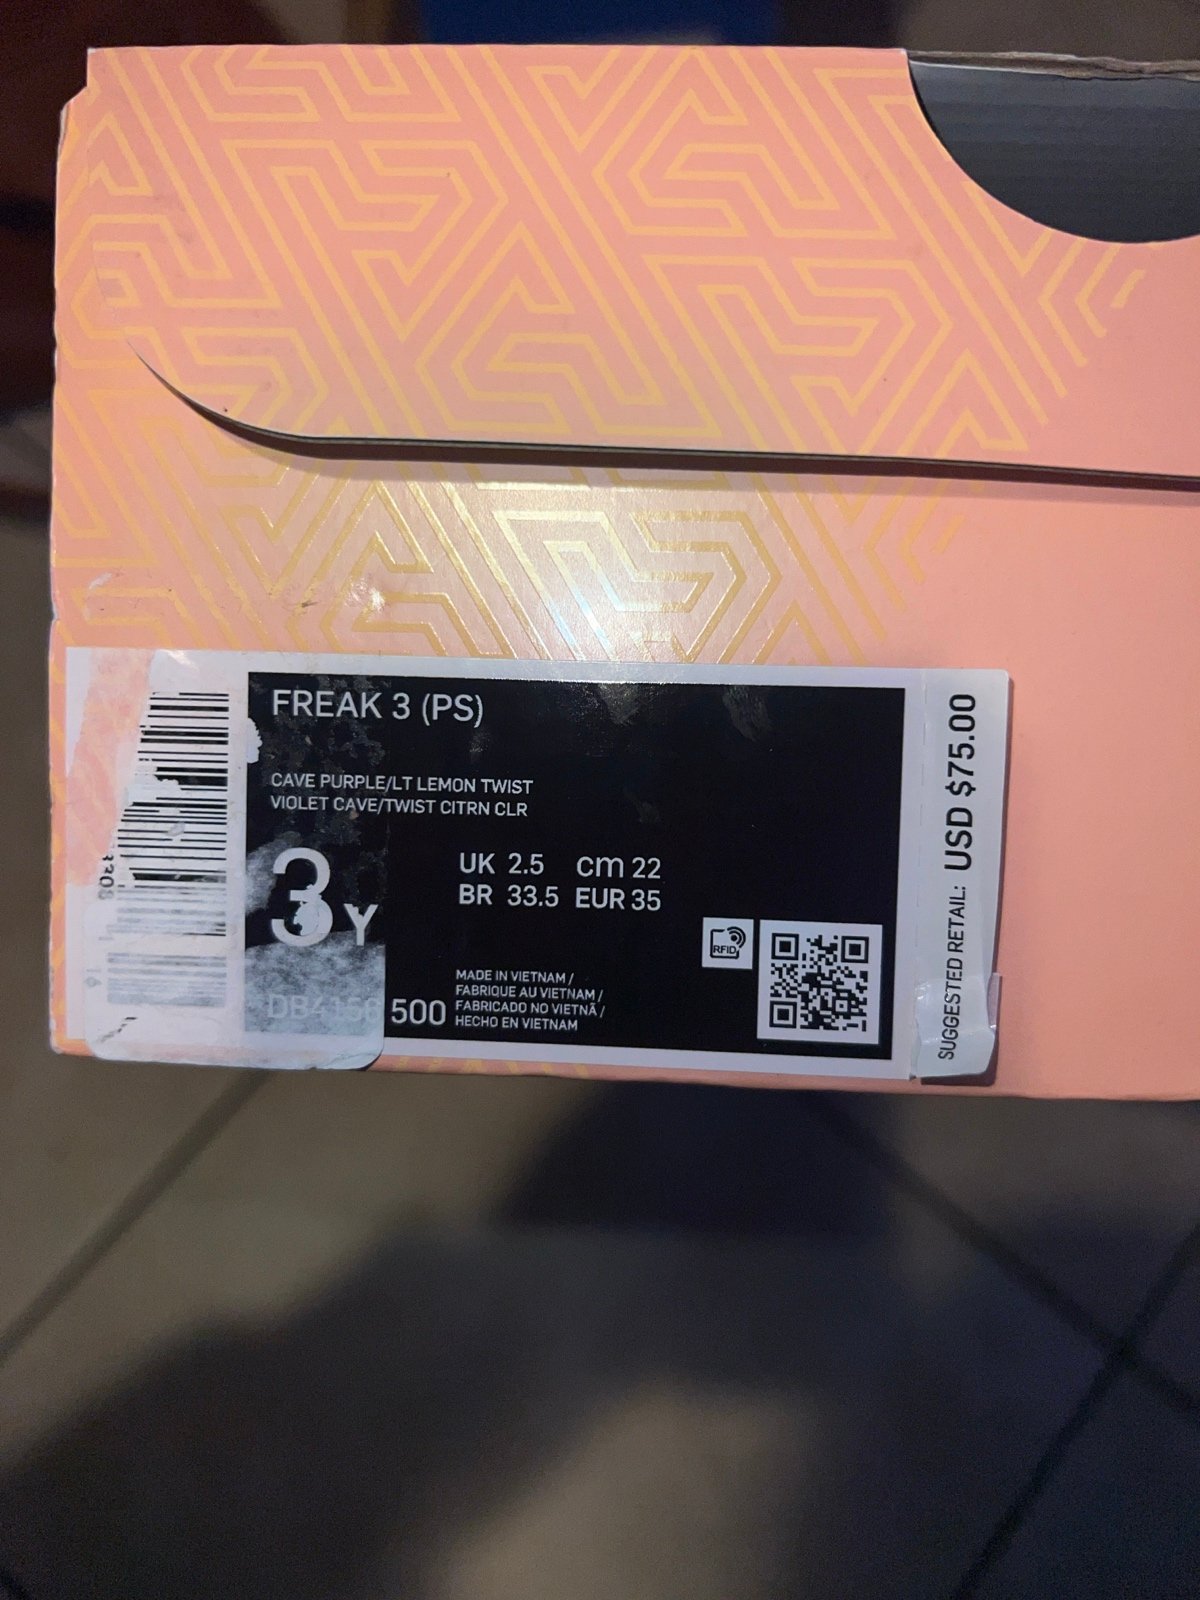 FREAK 3 (PS)
CAVE PURPLE/LT LEMON TWIST
VIOLET CAVE/TWIST CITRN CLR
3Y
UK 2.5 cm 22
BR 33.5 EUR 35
RFID
DB4158 500
MADE IN VIETNAM /
FABRIQUE AU VIETNAM /
FABRICADO NO VIETNÃ /
HECHO EN VIETNAM
SUGGESTED RETAIL: USD $75.00